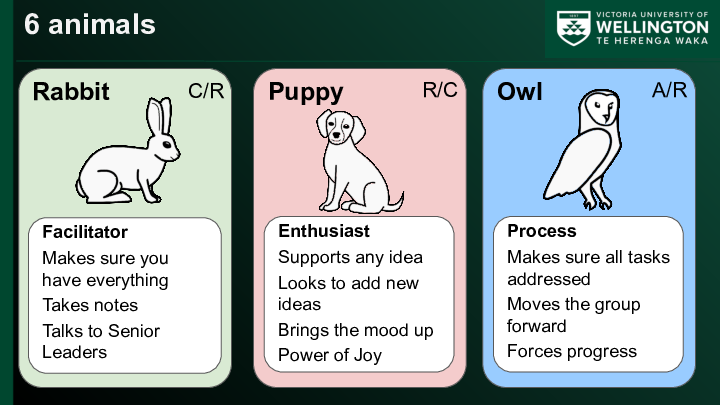 6 animals
VICTORIA UNIVERSITY OF
WELLINGTON
TE HERENGA WAKA
Rabbit
C/R
Facilitator
Makes sure you
have everything
Takes notes
Talks to Senior
Leaders
Puppy
R/C
Enthusiast
Supports any idea
Looks to add new
ideas
Brings the mood up
Power of Joy
Owl
A/R
Process
Makes sure all tasks
addressed
Moves the group
forward
Forces progress